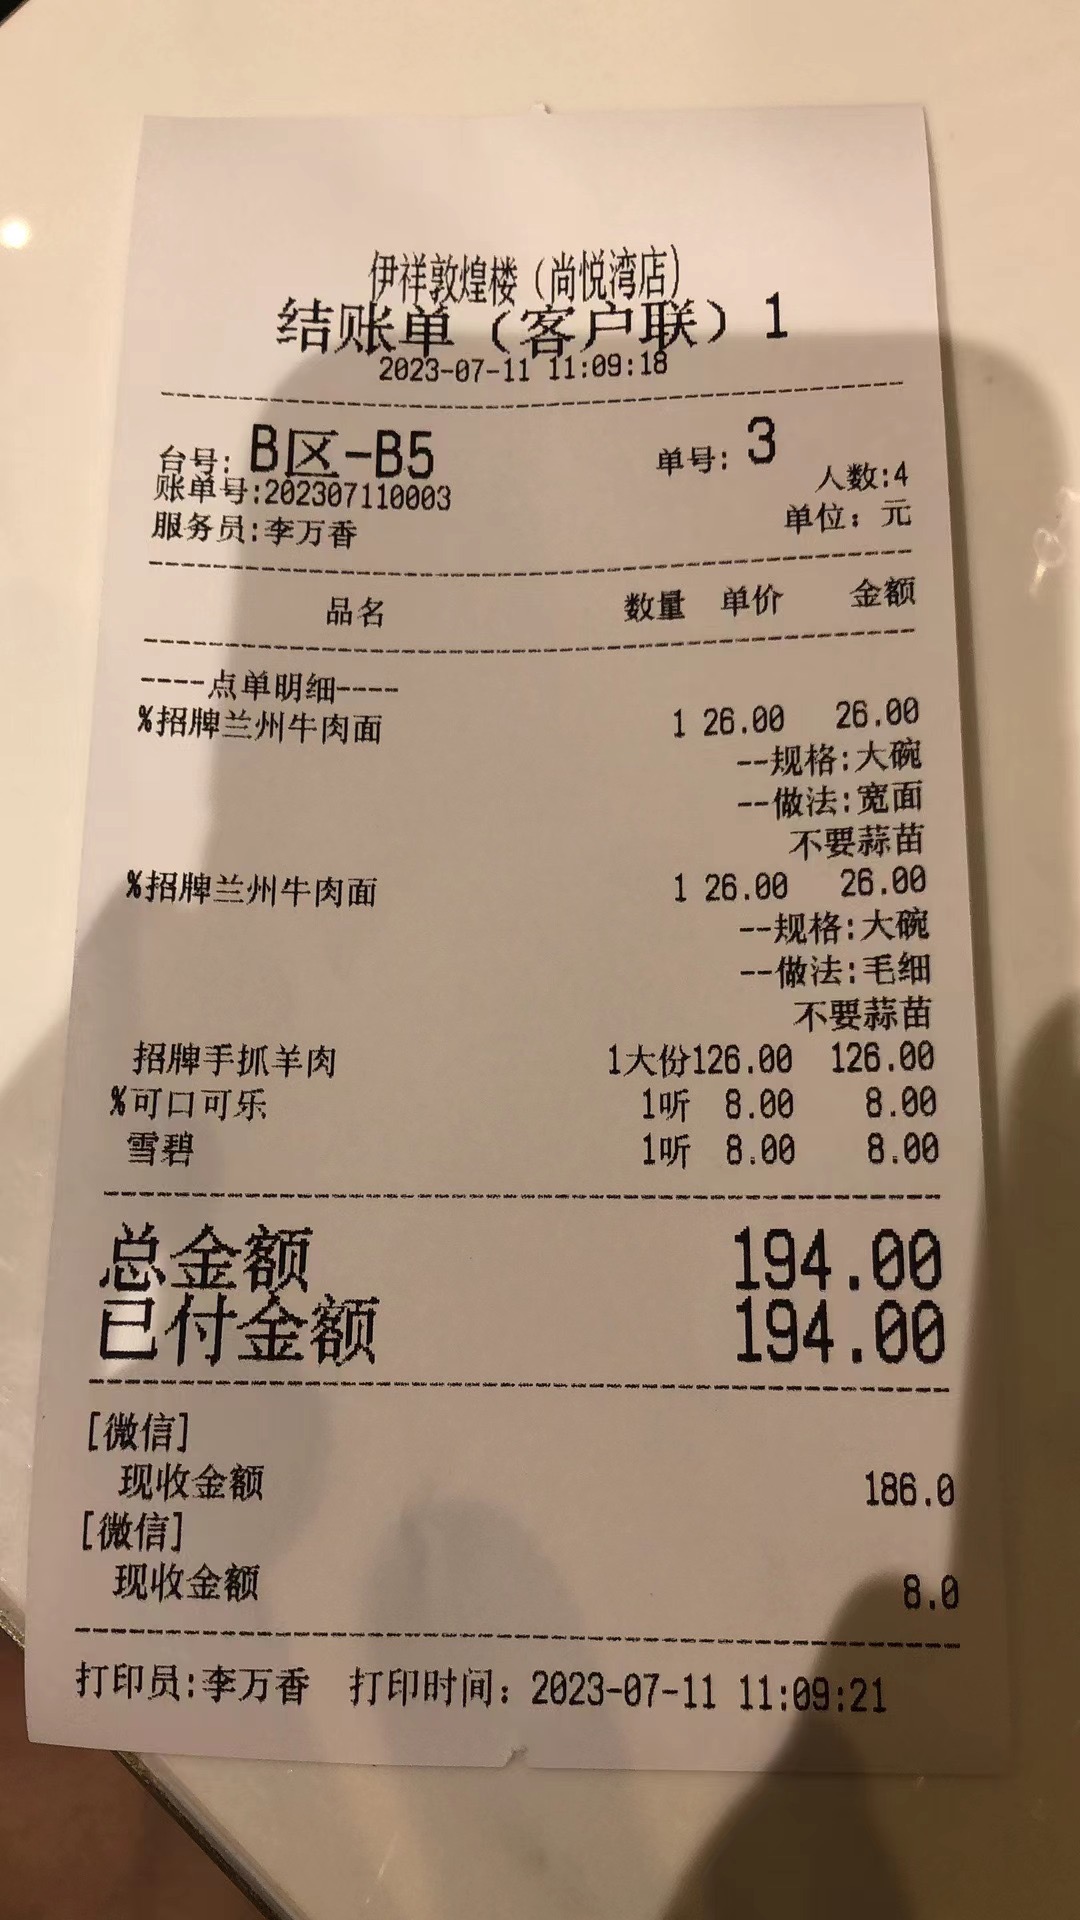 伊祥敦煌楼（尚悦湾店）
结账单（客户联）1
2023-07-11 11:09:18
台号: B区-B5 单号: 3
账单号:202307110003 人数:4
服务员:李万香 单位：元
品名 数量 单价 金额
----点单明细----
%招牌兰州牛肉面 1 26.00 26.00
--规格:大碗
--做法:宽面
不要蒜苗
%招牌兰州牛肉面 1 26.00 26.00
--规格:大碗
--做法:毛细
不要蒜苗
招牌手抓羊肉 1大份126.00 126.00
%可口可乐 1听 8.00 8.00
雪碧 1听 8.00 8.00
总金额 194.00
已付金额 194.00
[微信]
现收金额 186.0
[微信]
现收金额 8.0
打印员:李万香 打印时间：2023-07-11 11:09:21